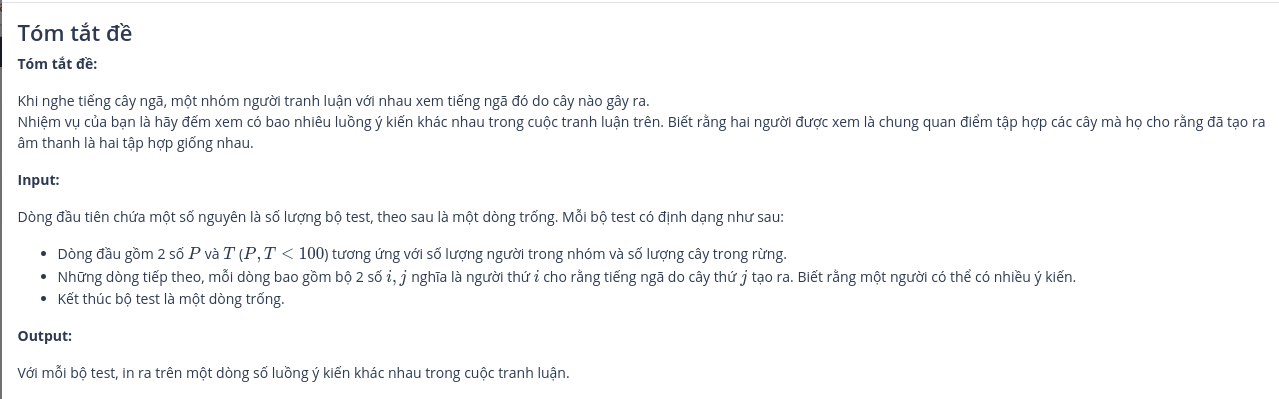 Tóm tắt đề
Tóm tắt đề:
Khi nghe tiếng cây ngã, một nhóm người tranh luận với nhau xem tiếng ngã đó do cây nào gây ra.
Nhiệm vụ của bạn là hãy đếm xem có bao nhiêu luồng ý kiến khác nhau trong cuộc tranh luận trên. Biết rằng hai người được xem là chung quan điểm tập hợp các cây mà họ cho rằng đã tạo ra
âm thanh là hai tập hợp giống nhau.
Input:
Dòng đầu tiên chứa một số nguyên là số lượng bộ test, theo sau là một dòng trống. Mỗi bộ test có định dạng như sau:
• Dòng đầu gồm 2 số P và T (P, T < 100) tương ứng với số lượng người trong nhóm và số lượng cây trong rừng.
• Những dòng tiếp theo, mỗi dòng bao gồm bộ 2 số i, j nghĩa là người thứ i cho rằng tiếng ngã do cây thứ j tạo ra. Biết rằng một người có thể có nhiều ý kiến.
• Kết thúc bộ test là một dòng trống.
Output:
Với mỗi bộ test, in ra trên một dòng số luồng ý kiến khác nhau trong cuộc tranh luận.